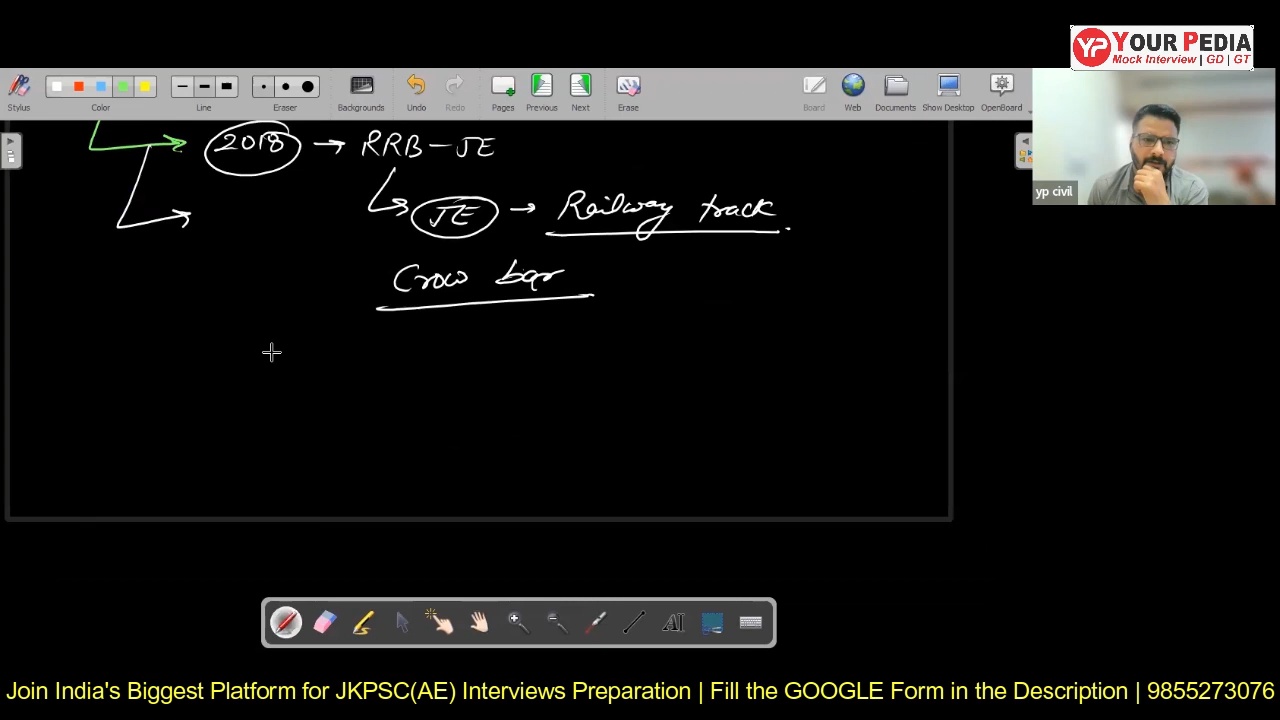 YP YOUR PEDIA
Mock Interview | GD | GT
Stylus Color Line Eraser Backgrounds Undo Redo Pages Previous Next Erase Board Web Documents Show Desktop OpenBoard
2018 → RRB - JE
yp civil
JE → Railway track.
Crow bar
AI
Join India's Biggest Platform for JKPSC(AE) Interviews Preparation | Fill the GOOGLE Form in the Description | 9855273076